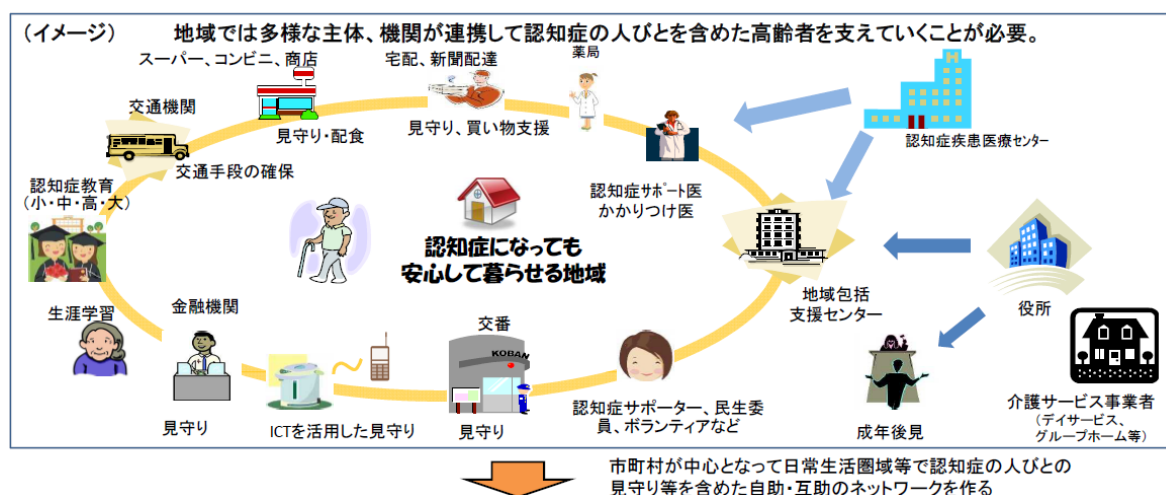 (イメージ) 地域では多様な主体、機関が連携して認知症の人びとを含めた高齢者を支えていくことが必要。
スーパー、コンビニ、商店
宅配、新聞配達
薬局
交通機関
見守り・配食
見守り、買い物支援
認知症疾患医療センター
交通手段の確保
認知症教育
(小・中・高・大)
認知症サポート医
かかりつけ医
認知症になっても
安心して暮らせる地域
地域包括
支援センター
役所
生涯学習
金融機関
交番
KOBAN
見守り
ICTを活用した見守り
見守り
認知症サポーター、民生委
員、ボランティアなど
成年後見
介護サービス事業者
(デイサービス、
グループホーム等)
市町村が中心となって日常生活圏域等で認知症の人びとの
見守り等を含めた自助・互助のネットワークを作る